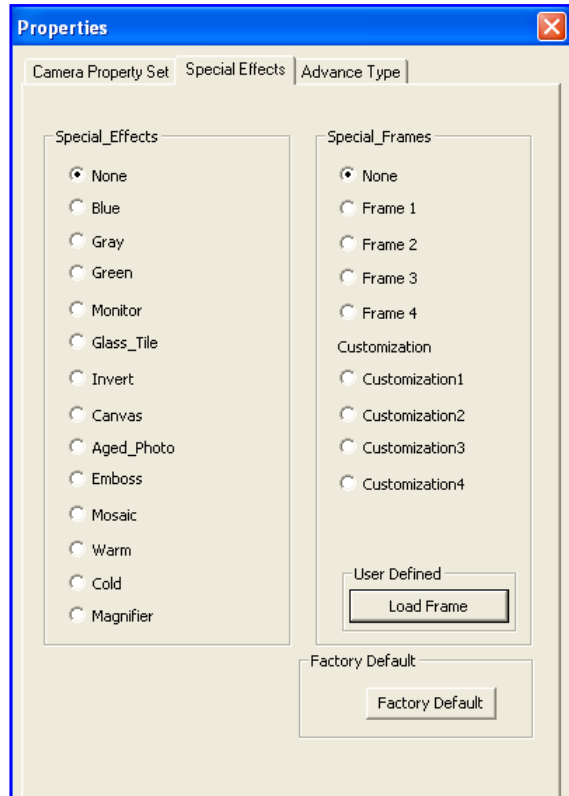 Properties
Camera Property Set
Special Effects
Advance Type
Special_Effects
None
Blue
Gray
Green
Monitor
Glass_Tile
Invert
Canvas
Aged_Photo
Emboss
Mosaic
Warm
Cold
Magnifier
Special_Frames
None
Frame 1
Frame 2
Frame 3
Frame 4
Customization
Customization1
Customization2
Customization3
Customization4
User Defined
Load Frame
Factory Default
Factory Default